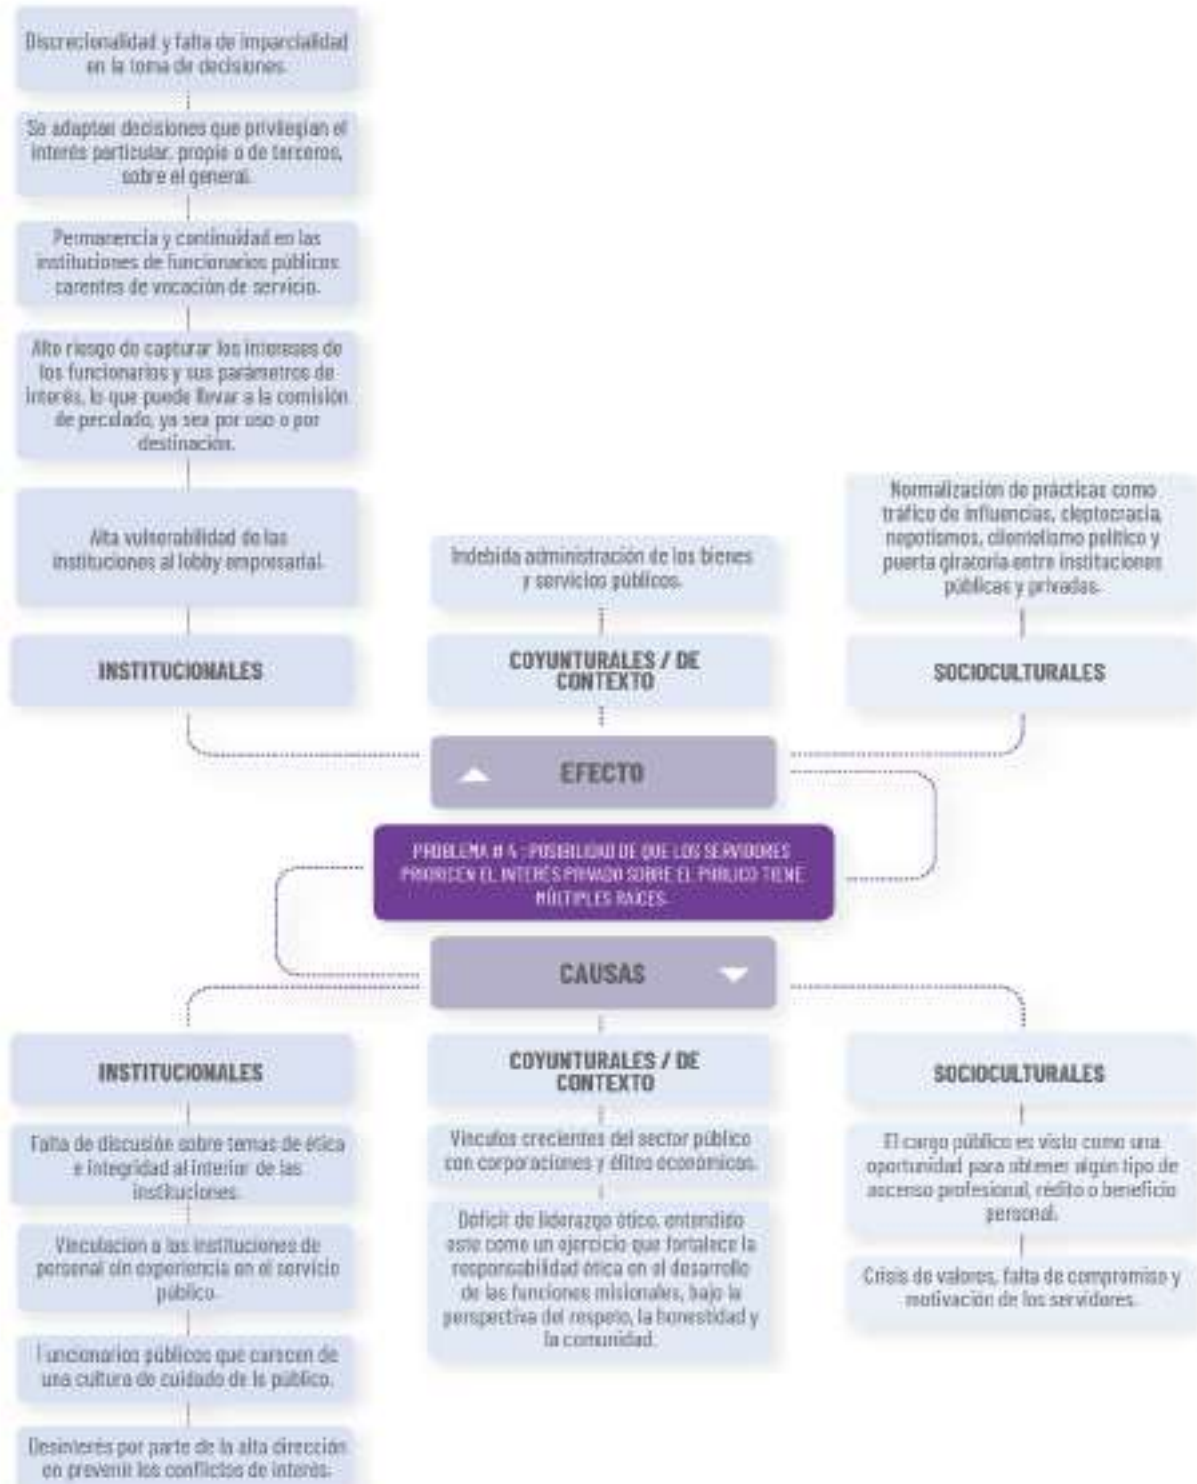 Discrecionalidad y falta de imparcialidad
en la toma de decisiones.
Se adaptan decisiones que privilegian el
interés particular, propio o de terceros,
sobre el general.
Permanencia y continuidad en las
instituciones de funcionarios públicos
carentes de vocación de servicio.
Alto riesgo de capturar los intereses de
los funcionarios y sus parámetros de
interés, lo que puede llevar a la comisión
de peculado, ya sea por uso o por
destinación.
Alta vulnerabilidad de las
instituciones al lobby empresarial.
INSTITUCIONALES
Indebida administración de los bienes
y servicios públicos.
COYUNTURALES / DE
CONTEXTO
Normalización de prácticas como
tráfico de influencias, cleptocracia,
nepotismos, clientelismo político y
puerta giratoria entre instituciones
públicas y privadas.
SOCIOCULTURALES
EFECTO
PROBLEMA # 4 : POSIBILIDAD DE QUE LOS SERVIDORES
PRIORICEN EL INTERÉS PRIVADO SOBRE EL PÚBLICO TIENE
MÚLTIPLES RAÍCES.
CAUSAS
INSTITUCIONALES
Falta de discusión sobre temas de ética
e integridad al interior de las
instituciones.
Vinculación a las instituciones de
personal sin experiencia en el servicio
público.
Funcionarios públicos que carecen de
una cultura de cuidado de lo público.
Desinterés por parte de la alta dirección
en prevenir los conflictos de interés.
COYUNTURALES / DE
CONTEXTO
Vínculos crecientes del sector público
con corporaciones y élites económicas.
Déficit de liderazgo ético, entendido
este como un ejercicio que fortalece la
responsabilidad ética en el desarrollo
de las funciones misionales, bajo la
perspectiva del respeto, la honestidad y
la comunidad.
SOCIOCULTURALES
El cargo público es visto como una
oportunidad para obtener algún tipo de
ascenso profesional, rédito o beneficio
personal.
Crisis de valores, falta de compromiso y
motivación de los servidores.